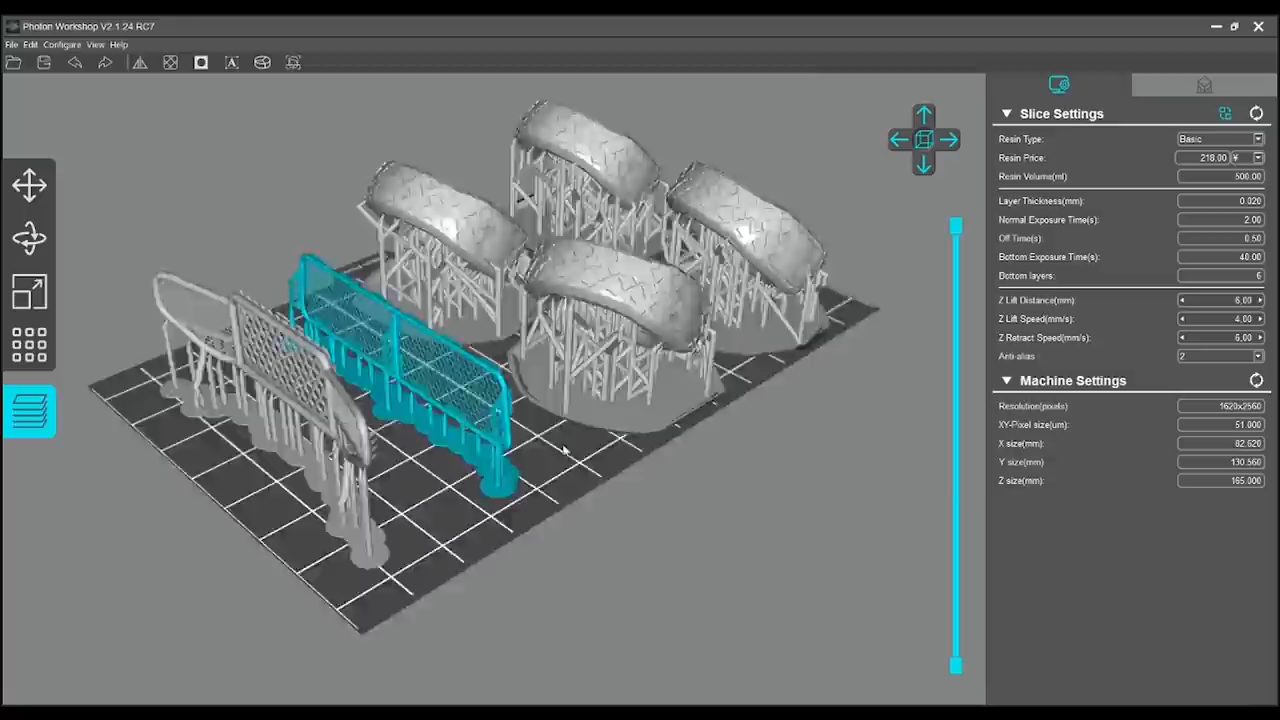 Photon Workshop V2.1.24 RC7
File Edit Configure View Help
Slice Settings
Resin Type: Basic
Resin Price: 218.00 ¥
Resin Volume(ml) 500.00
Layer Thickness(mm): 0.020
Normal Exposure Time(s): 2.00
Off Time(s): 0.50
Bottom Exposure Time(s): 40.00
Bottom layers: 6
Z Lift Distance(mm): 6.00
Z Lift Speed(mm/s): 4.00
Z Retract Speed(mm/s): 6.00
Anti-alias 2
Machine Settings
Resolution(pixals) 1620x2560
XY-Pixel size(um): 51.000
X size(mm): 82.620
Y size(mm) 130.560
Z size(mm): 165.000